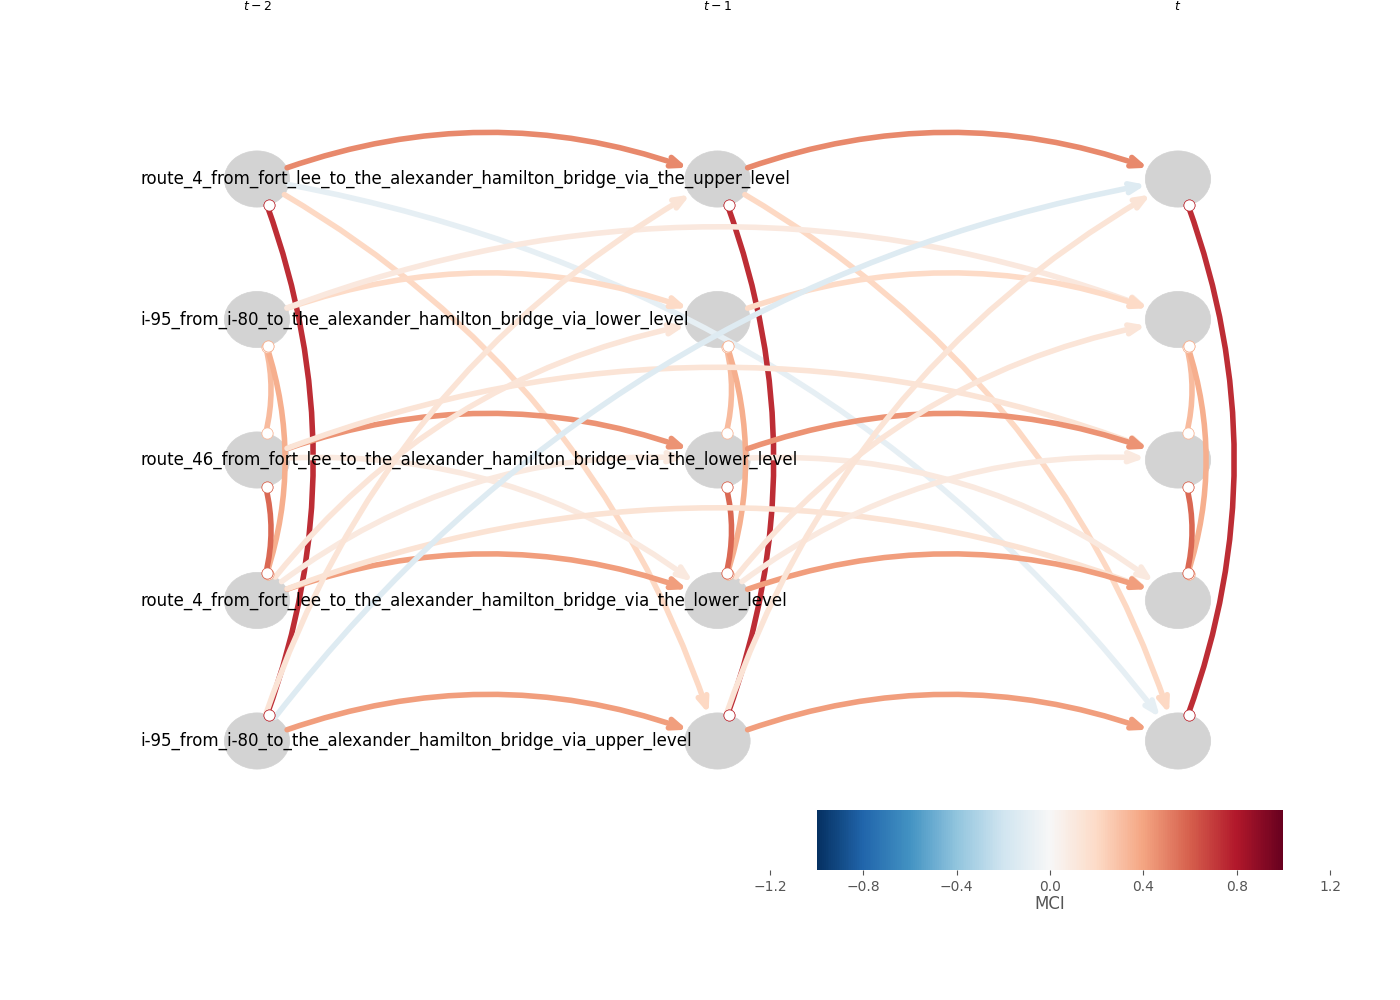 t − 2 t − 1 t
route_4_from_fort_lee_to_the_alexander_hamilton_bridge_via_the_upper_level
i-95_from_i-80_to_the_alexander_hamilton_bridge_via_lower_level
route_46_from_fort_lee_to_the_alexander_hamilton_bridge_via_the_lower_level
route_4_from_fort_lee_to_the_alexander_hamilton_bridge_via_the_lower_level
i-95_from_i-80_to_the_alexander_hamilton_bridge_via_upper_level
−1.2 −0.8 −0.4 0.0 0.4 0.8 1.2
MCI